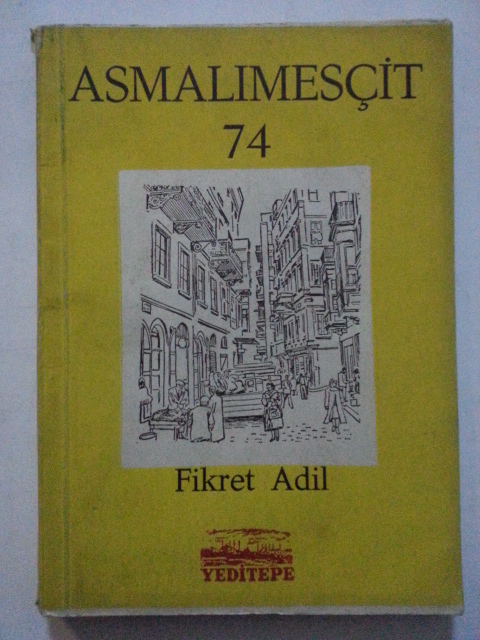 ASMALIMESÇİT
74
Fikret Adil
YEDİTEPE